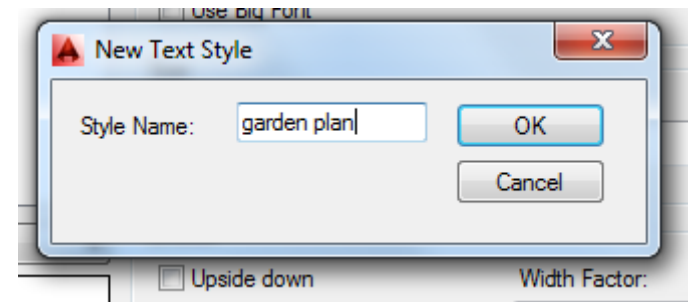 Use Big Font
New Text Style
Style Name: garden plan OK
Cancel
Upside down Width Factor: